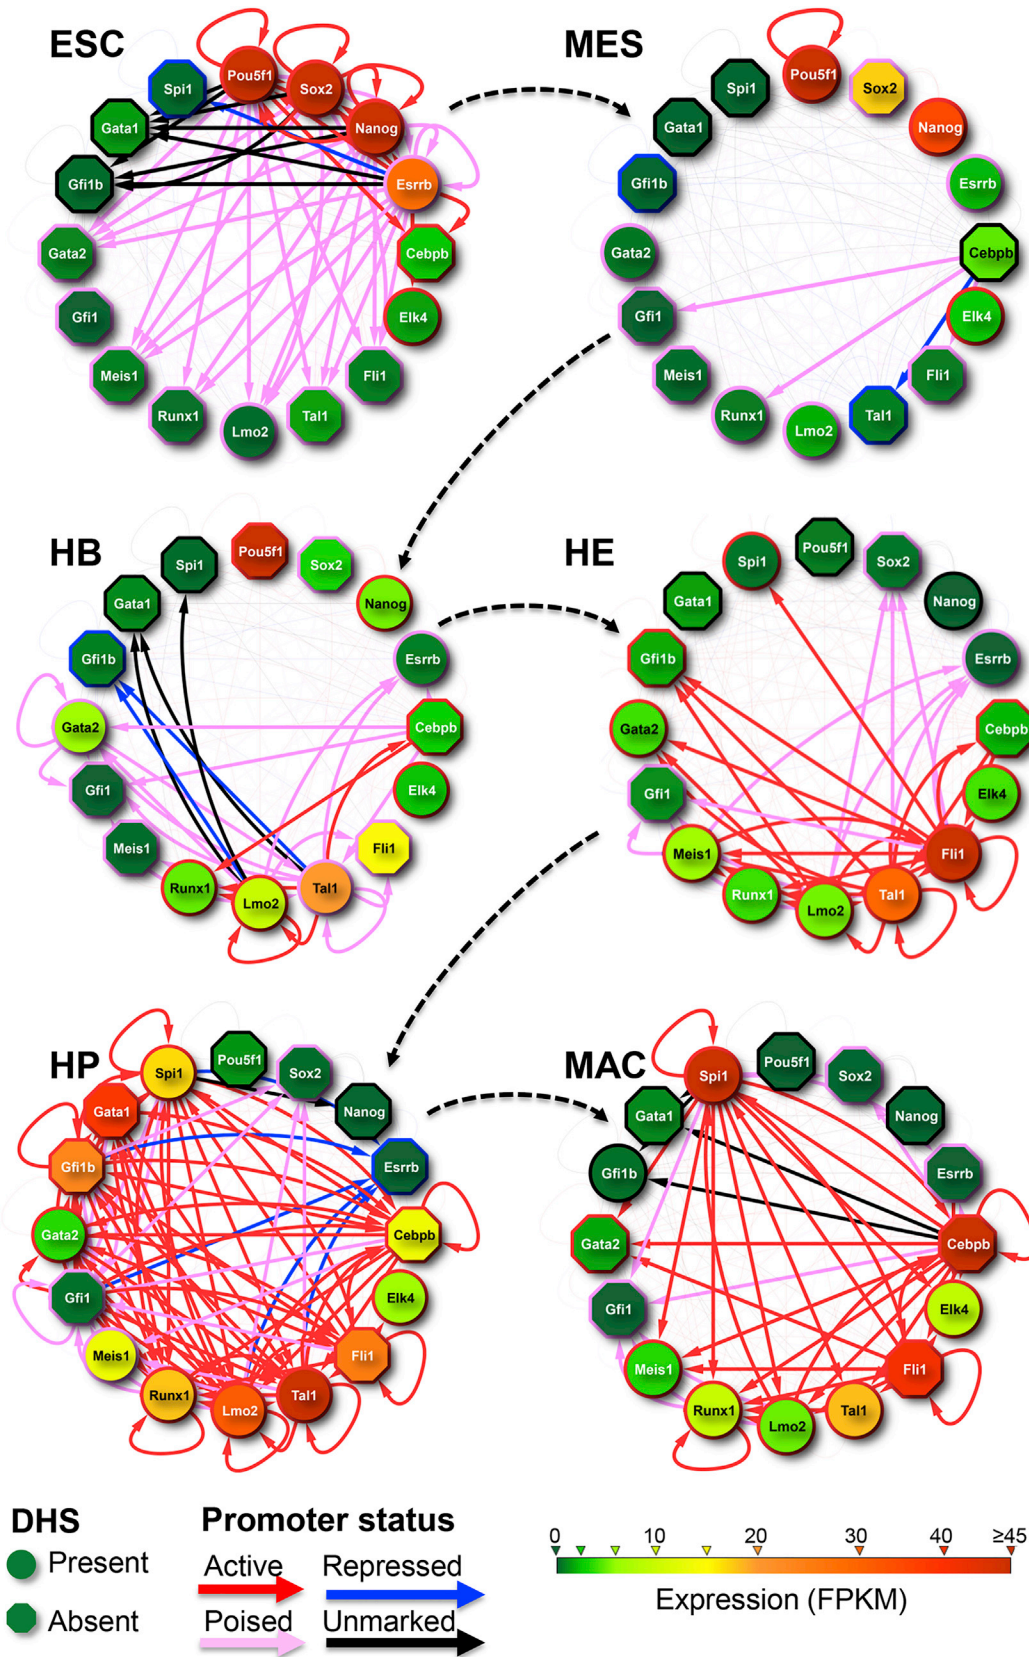 ESC
Pou5f1
Sox2
Nanog
Esrrb
Cebpb
Elk4
Fli1
Tal1
Lmo2
Runx1
Meis1
Gfi1
Gata2
Gfi1b
Gata1
Spi1
MES
Pou5f1
Sox2
Nanog
Esrrb
Cebpb
Elk4
Fli1
Tal1
Lmo2
Runx1
Meis1
Gfi1
Gata2
Gfi1b
Gata1
Spi1
HB
Pou5f1
Sox2
Nanog
Esrrb
Cebpb
Elk4
Fli1
Tal1
Lmo2
Runx1
Meis1
Gfi1
Gata2
Gfi1b
Gata1
Spi1
HE
Pou5f1
Sox2
Nanog
Esrrb
Cebpb
Elk4
Fli1
Tal1
Lmo2
Runx1
Meis1
Gfi1
Gata2
Gfi1b
Gata1
Spi1
HP
Pou5f1
Sox2
Nanog
Esrrb
Cebpb
Elk4
Fli1
Tal1
Lmo2
Runx1
Meis1
Gfi1
Gata2
Gfi1b
Gata1
Spi1
MAC
Pou5f1
Sox2
Nanog
Esrrb
Cebpb
Elk4
Fli1
Tal1
Lmo2
Runx1
Meis1
Gfi1
Gata2
Gfi1b
Gata1
Spi1
DHS
Present
Absent
Promoter status
Active Repressed
Poised Unmarked
0 10 20 30 40 ≥45
Expression (FPKM)